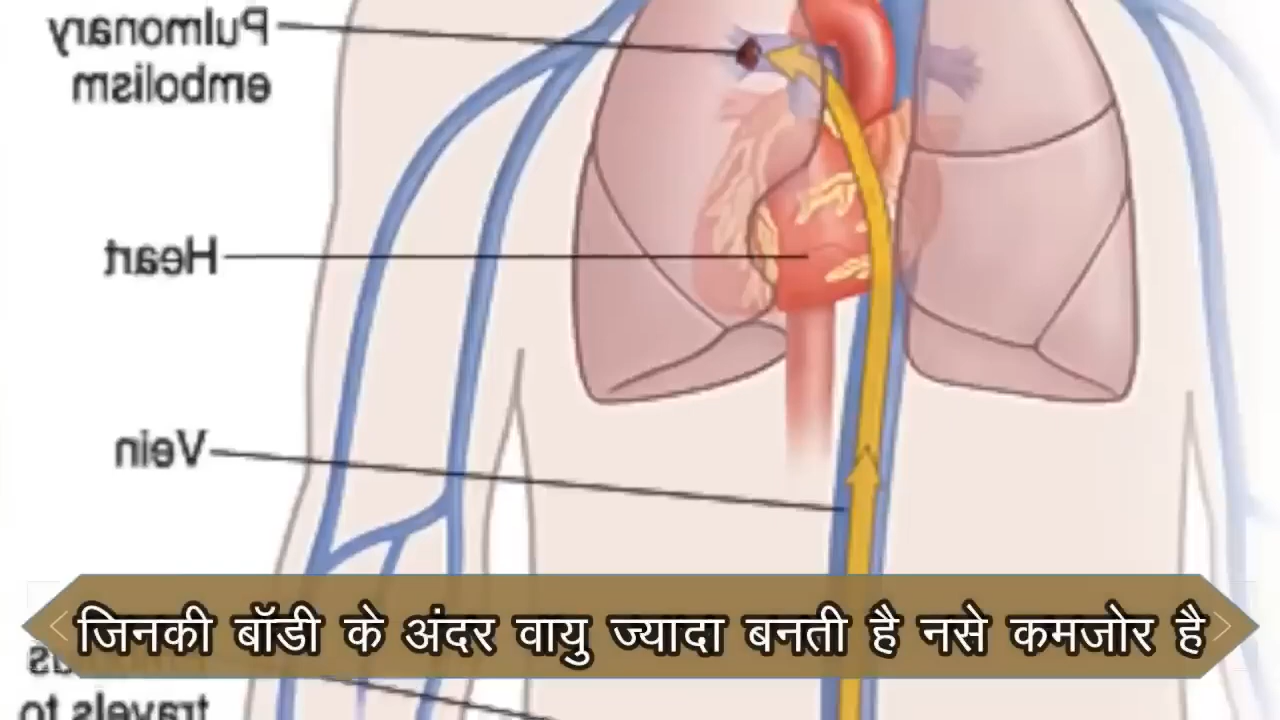 Pulmonary
embolism
Heart
Vein
जिनकी बॉडी के अंदर वायु ज्यादा बनती है नसे कमजोर है
travels to